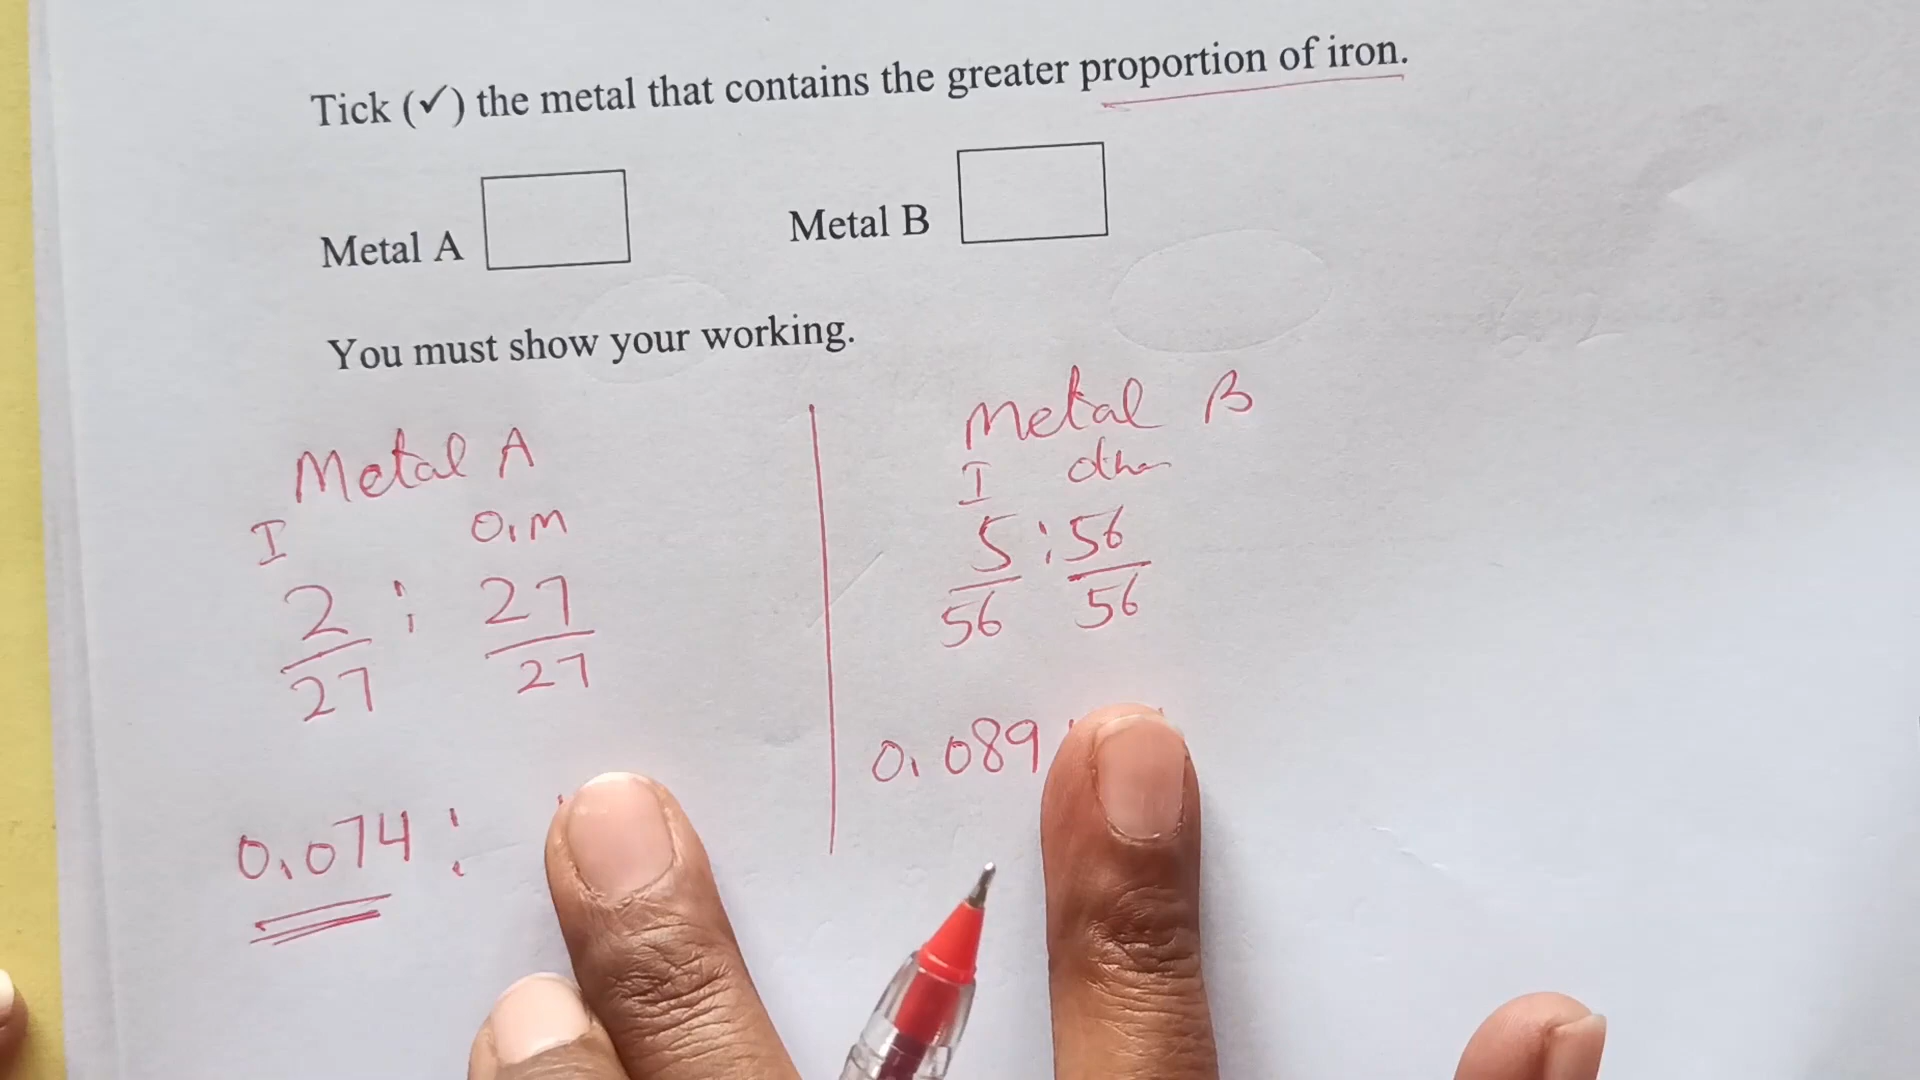 Tick (✓) the metal that contains the greater proportion of iron.
Metal A
Metal B
You must show your working.
Metal A
I O.M
2 : 27
27 27
0.074 :
Metal B
I other
5 : 56
56 56
0.089